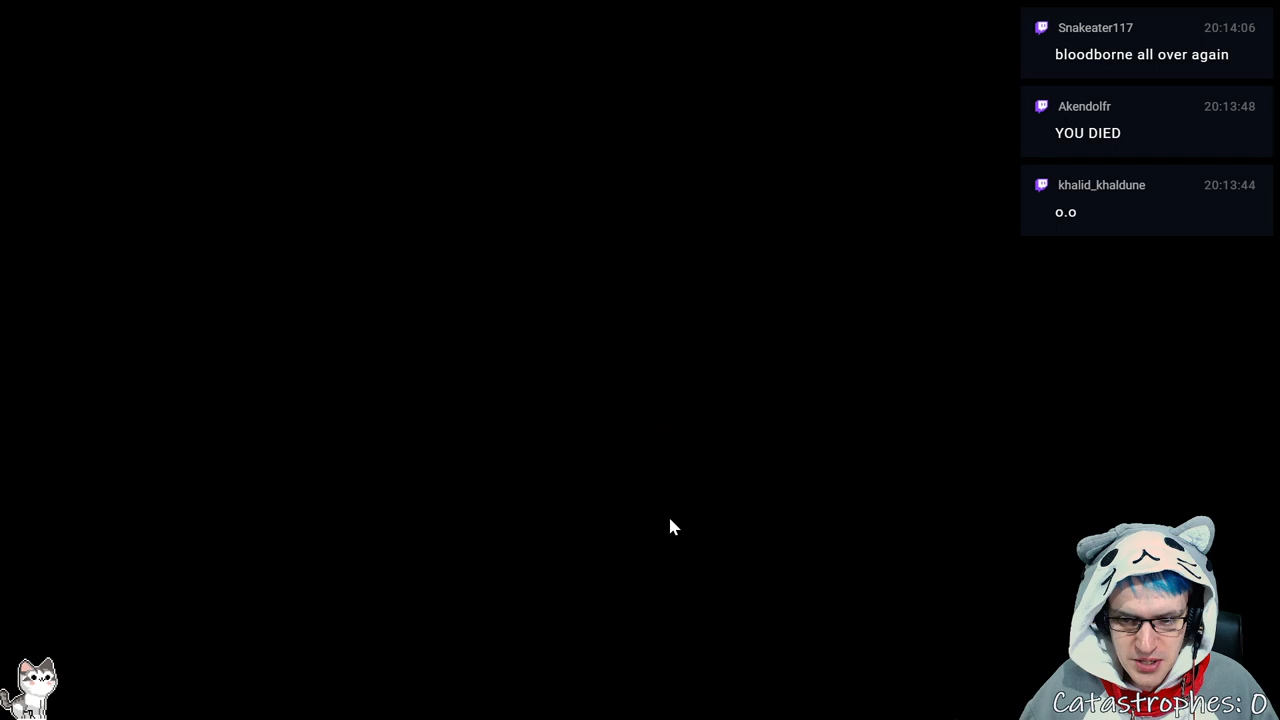 Snakeater117 20:14:06
bloodborne all over again
Akendolfr 20:13:48
YOU DIED
khalid_khaldune 20:13:44
o.o
Catastrophes: 0